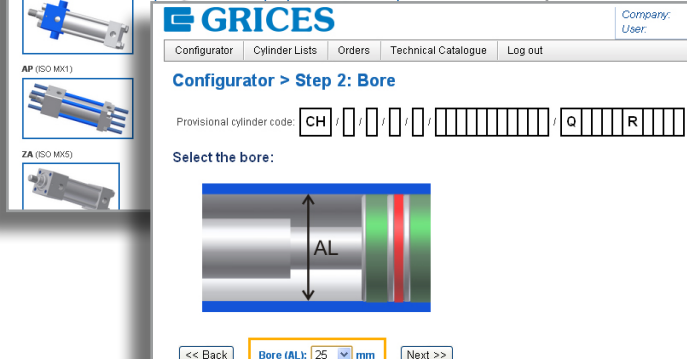 AP (ISO MX1)
ZA (ISO MX5)
GRICES
Company:
User:
Configurator Cylinder Lists Orders Technical Catalogue Log out
Configurator > Step 2: Bore
Provisional cylinder code: CH / / / / / / Q R
Select the bore:
AL
<< Back Bore (AL): 25 mm Next >>